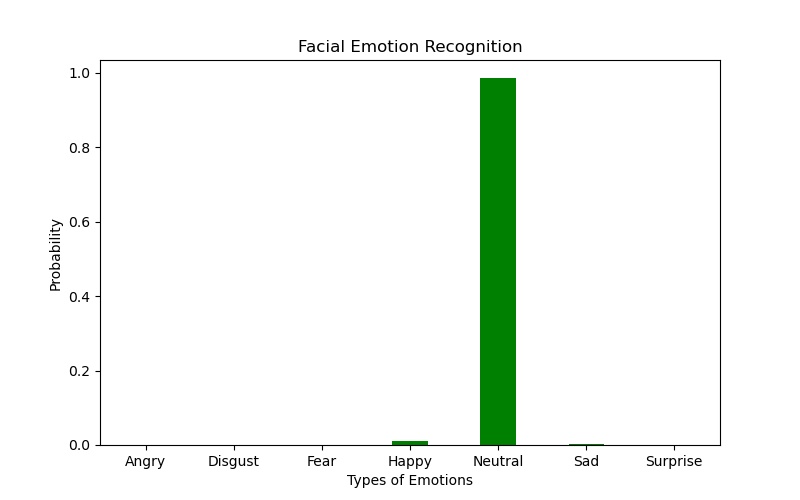 Facial Emotion Recognition
1.0
0.8
0.6
0.4
0.2
0.0
Probability
Angry Disgust Fear Happy Neutral Sad Surprise
Types of Emotions